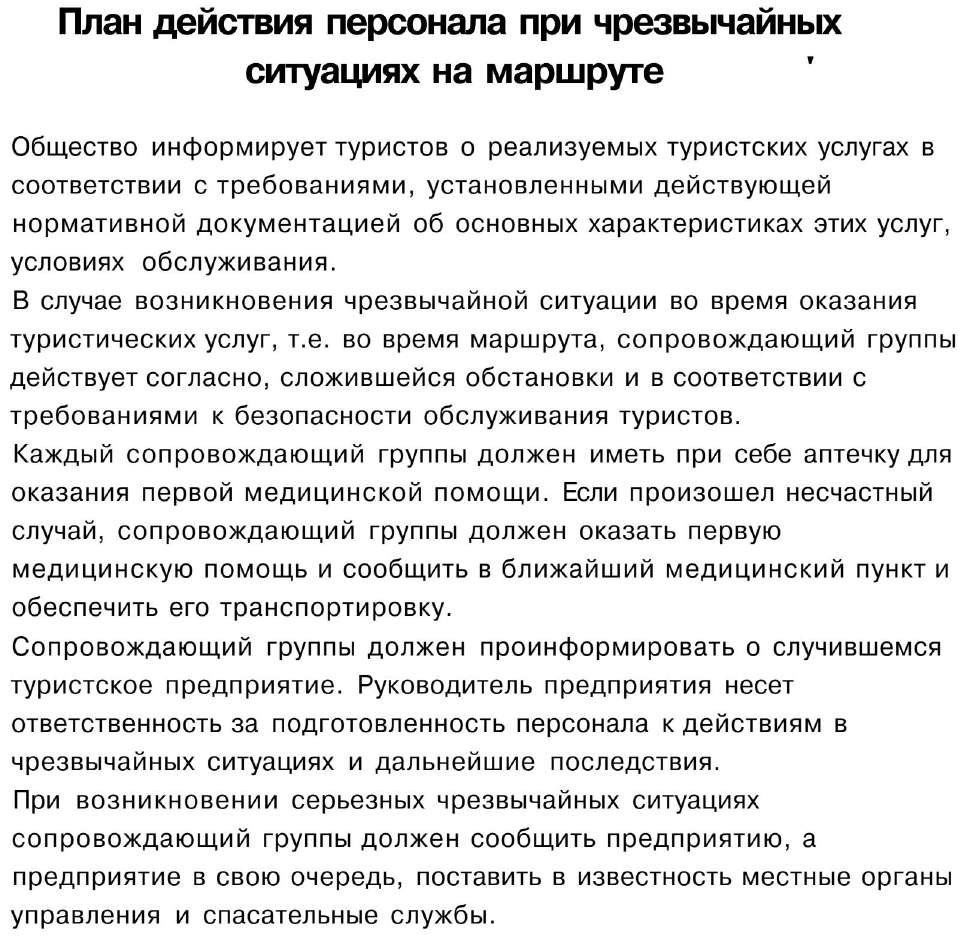 План действия персонала при чрезвычайных
ситуациях на маршруте '
Общество информирует туристов о реализуемых туристских услугах в
соответствии с требованиями, установленными действующей
нормативной документацией об основных характеристиках этих услуг,
условиях обслуживания.
В случае возникновения чрезвычайной ситуации во время оказания
туристических услуг, т.е. во время маршрута, сопровождающий группы
действует согласно, сложившейся обстановки и в соответствии с
требованиями к безопасности обслуживания туристов.
Каждый сопровождающий группы должен иметь при себе аптечку для
оказания первой медицинской помощи. Если произошел несчастный
случай, сопровождающий группы должен оказать первую
медицинскую помощь и сообщить в ближайший медицинский пункт и
обеспечить его транспортировку.
Сопровождающий группы должен проинформировать о случившемся
туристское предприятие. Руководитель предприятия несет
ответственность за подготовленность персонала к действиям в
чрезвычайных ситуациях и дальнейшие последствия.
При возникновении серьезных чрезвычайных ситуациях
сопровождающий группы должен сообщить предприятию, а
предприятие в свою очередь, поставить в известность местные органы
управления и спасательные службы.